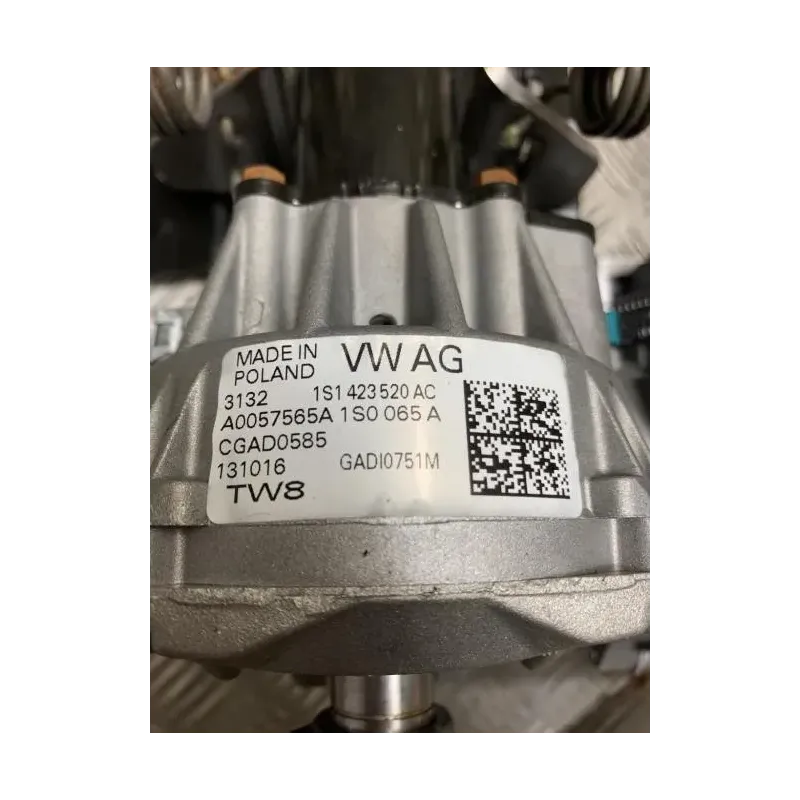 MADE IN
POLAND
VW AG
3132 1S1 423 520 AC
A0057565A 1S0 065 A
CGAD0585
131016 GADI0751M
TW8